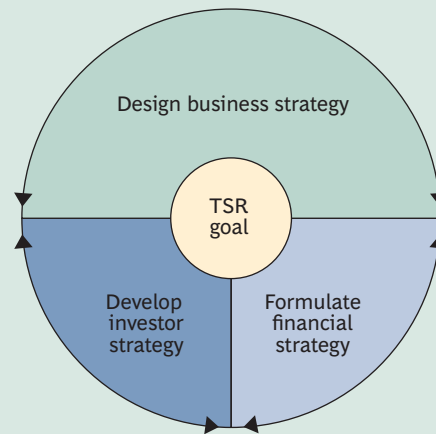 Design business strategy
TSR
goal
Develop
investor
strategy
Formulate
financial
strategy